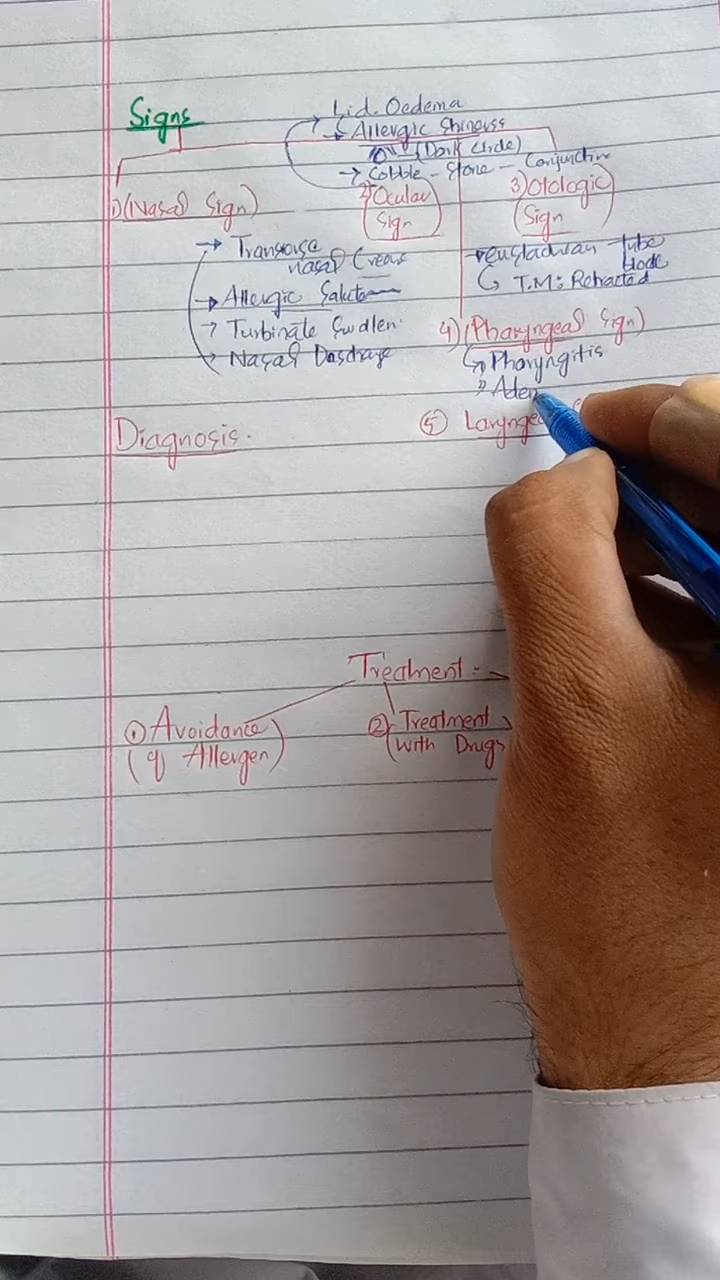 Signs
Lid Oedema
Allergic Shiners
(Dark Circle)
Cobble - Stone - Conjunctiva
1) (Nasal Sign)
2) (Ocular
Sign)
3) Otologic
(Sign)
Transverse
nasal Crease
Allergic Salute
Turbinate Swollen
Nasal Discharge
eustachian tube
block
T.M: Retracted
4) (Pharyngeal Sign)
Pharyngitis
Aden
5 Laryngea
Diagnosis.
Treatment :-
1 Avoidance
(of Allergen)
2 Treatment
(with Drugs